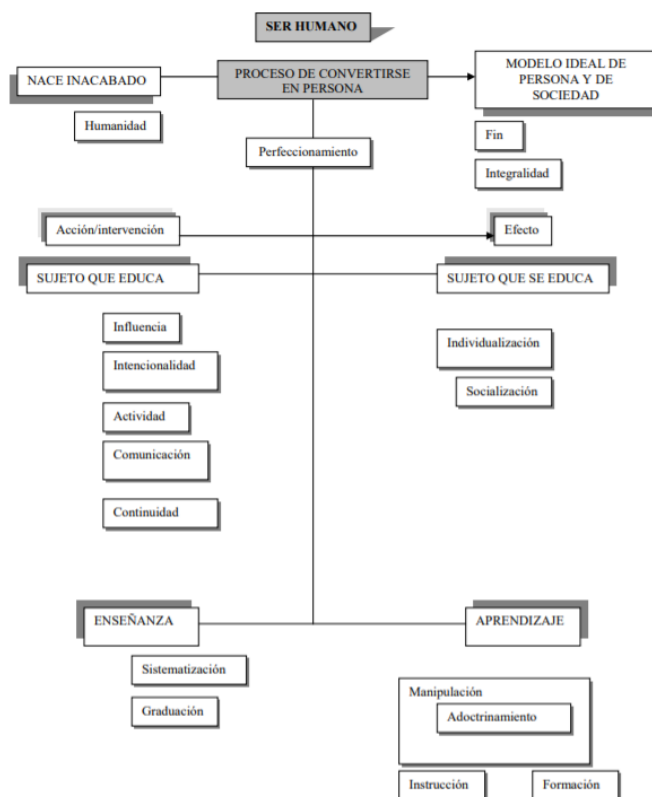 SER HUMANO
NACE INACABADO
PROCESO DE CONVERTIRSE
EN PERSONA
MODELO IDEAL DE
PERSONA Y DE
SOCIEDAD
Humanidad
Perfeccionamiento
Fin
Integralidad
Acción/intervención
Efecto
SUJETO QUE EDUCA
SUJETO QUE SE EDUCA
Influencia
Intencionalidad
Actividad
Comunicación
Continuidad
Individualización
Socialización
ENSEÑANZA
APRENDIZAJE
Sistematización
Graduación
Manipulación
Adoctrinamiento
Instrucción
Formación